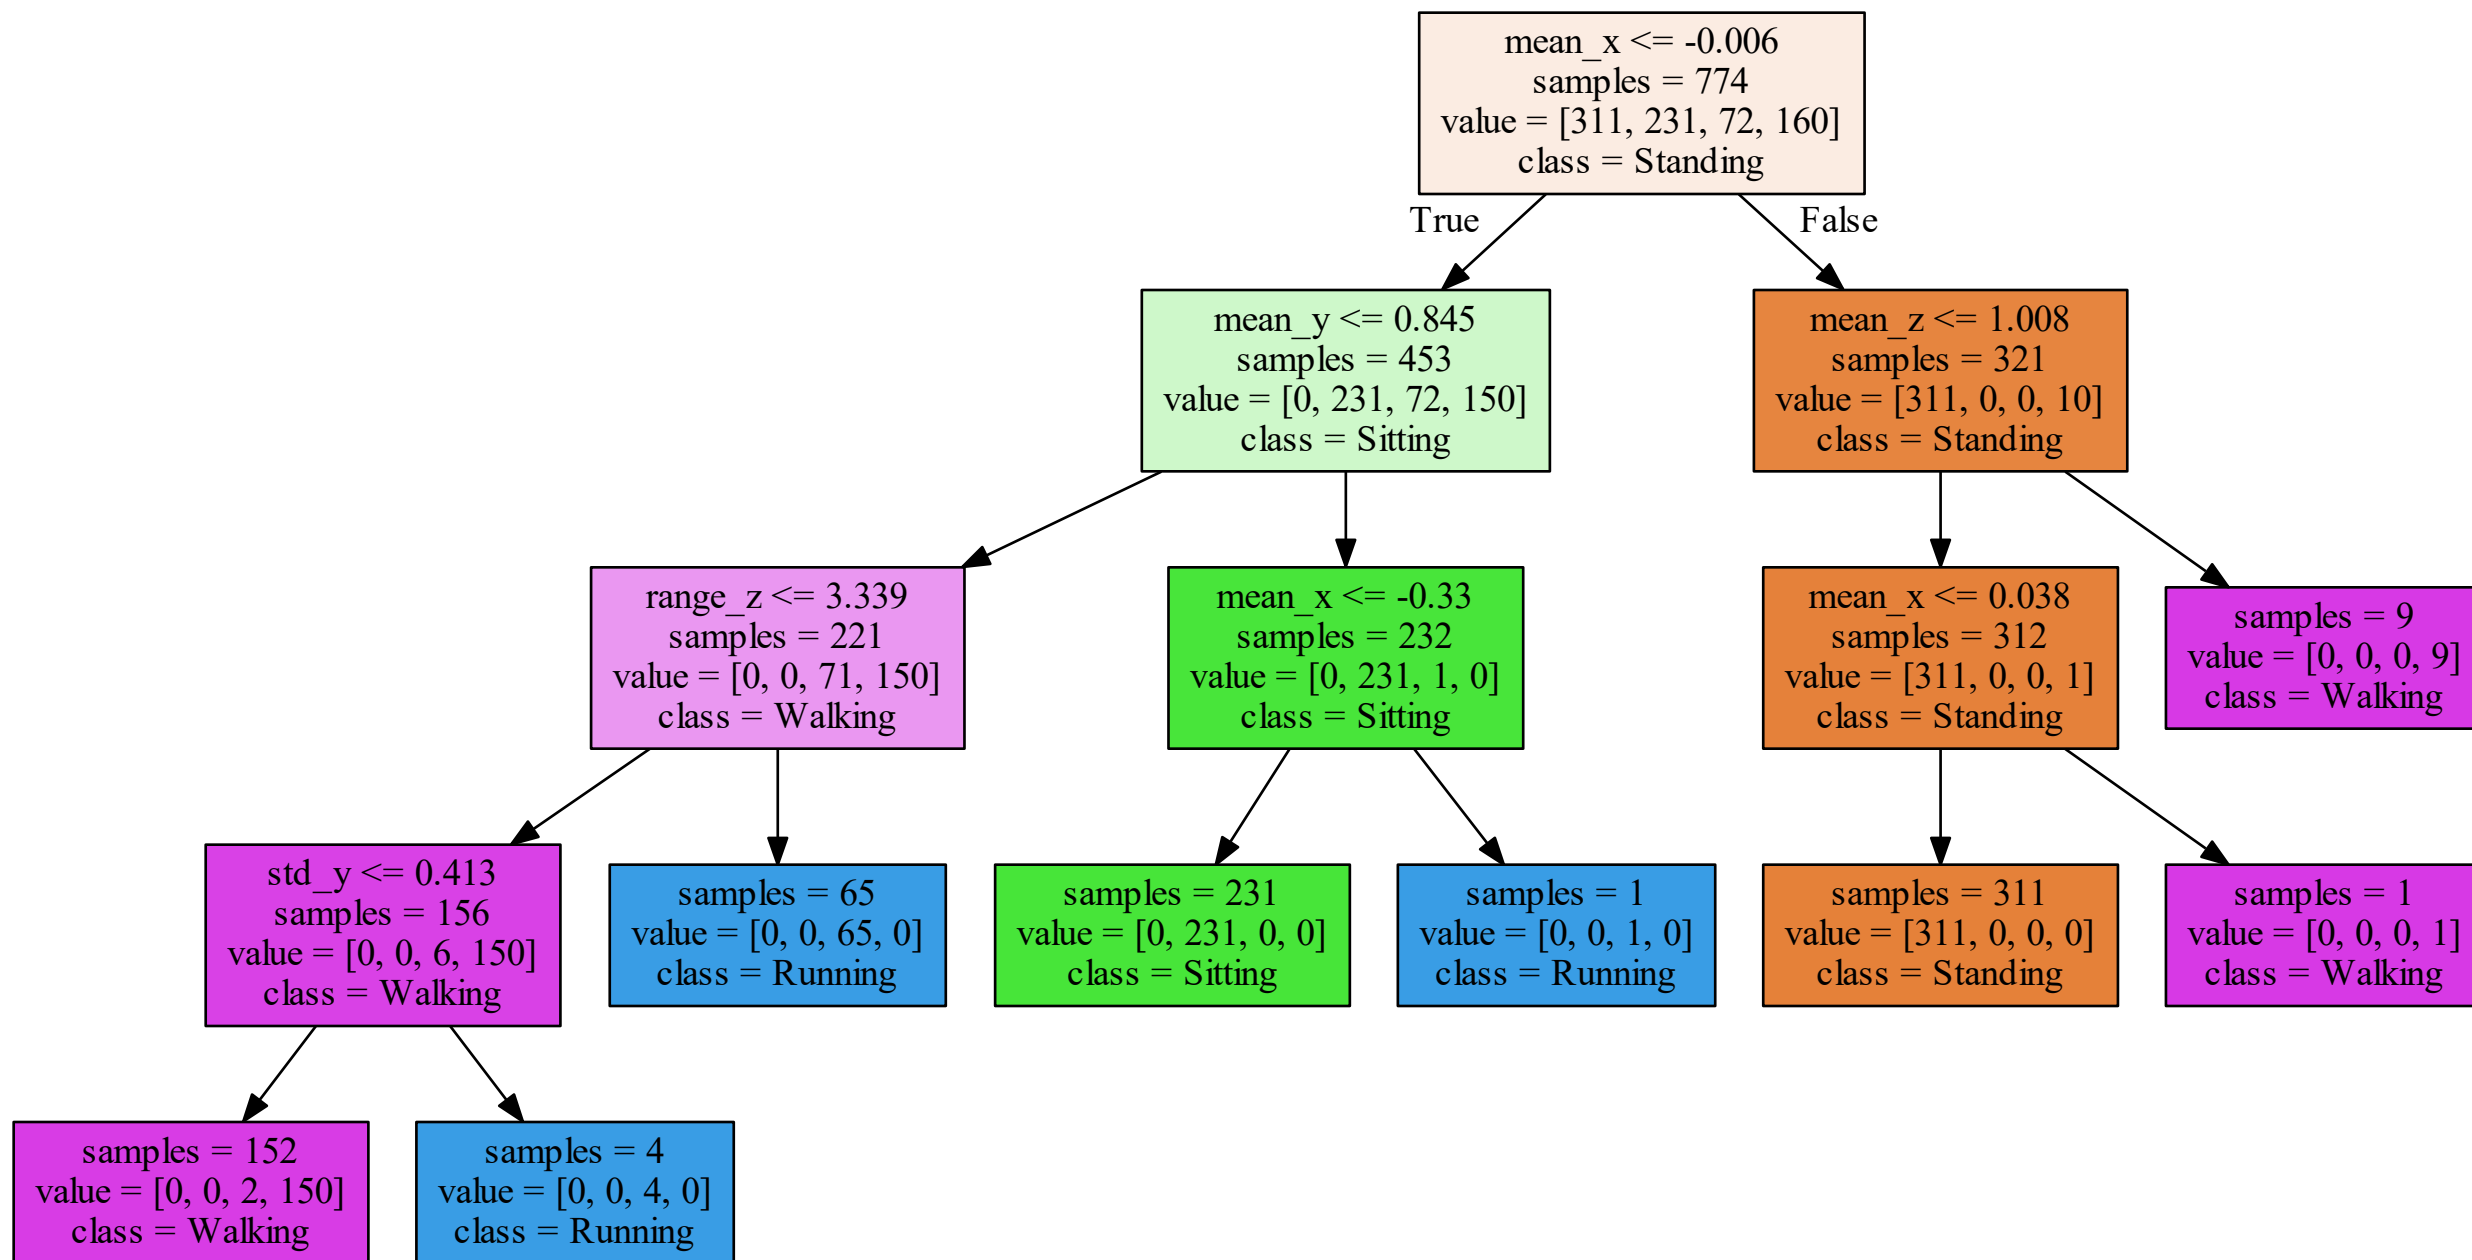 mean_x <= -0.006
samples = 774
value = [311, 231, 72, 160]
class = Standing
True
False
mean_y <= 0.845
samples = 453
value = [0, 231, 72, 150]
class = Sitting
mean_z <= 1.008
samples = 321
value = [311, 0, 0, 10]
class = Standing
range_z <= 3.339
samples = 221
value = [0, 0, 71, 150]
class = Walking
mean_x <= -0.33
samples = 232
value = [0, 231, 1, 0]
class = Sitting
mean_x <= 0.038
samples = 312
value = [311, 0, 0, 1]
class = Standing
samples = 9
value = [0, 0, 0, 9]
class = Walking
std_y <= 0.413
samples = 156
value = [0, 0, 6, 150]
class = Walking
samples = 65
value = [0, 0, 65, 0]
class = Running
samples = 231
value = [0, 231, 0, 0]
class = Sitting
samples = 1
value = [0, 0, 1, 0]
class = Running
samples = 311
value = [311, 0, 0, 0]
class = Standing
samples = 1
value = [0, 0, 0, 1]
class = Walking
samples = 152
value = [0, 0, 2, 150]
class = Walking
samples = 4
value = [0, 0, 4, 0]
class = Running